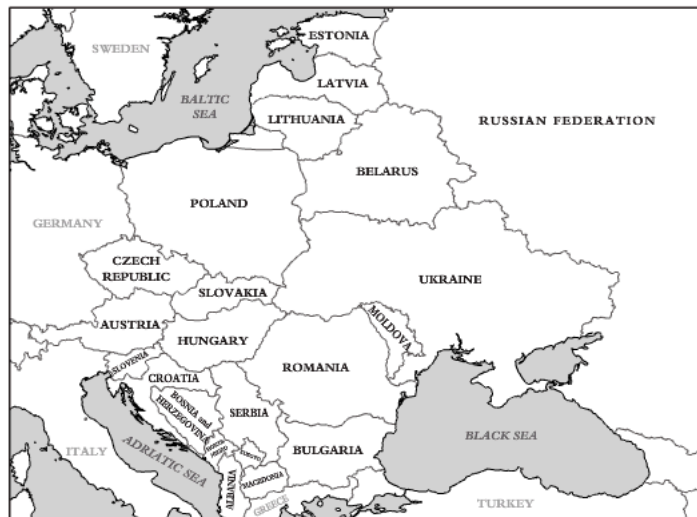 SWEDEN
ESTONIA
LATVIA
BALTIC
SEA
LITHUANIA
RUSSIAN FEDERATION
BELARUS
POLAND
GERMANY
CZECH
REPUBLIC
UKRAINE
SLOVAKIA
AUSTRIA
MOLDOVA
HUNGARY
SLOVENIA
ROMANIA
CROATIA
BOSNIA and
HERZEGOVINA
SERBIA
ITALY
ADRIATIC SEA
BLACK SEA
BULGARIA
ALBANIA
MACEDONIA
GREECE
TURKEY